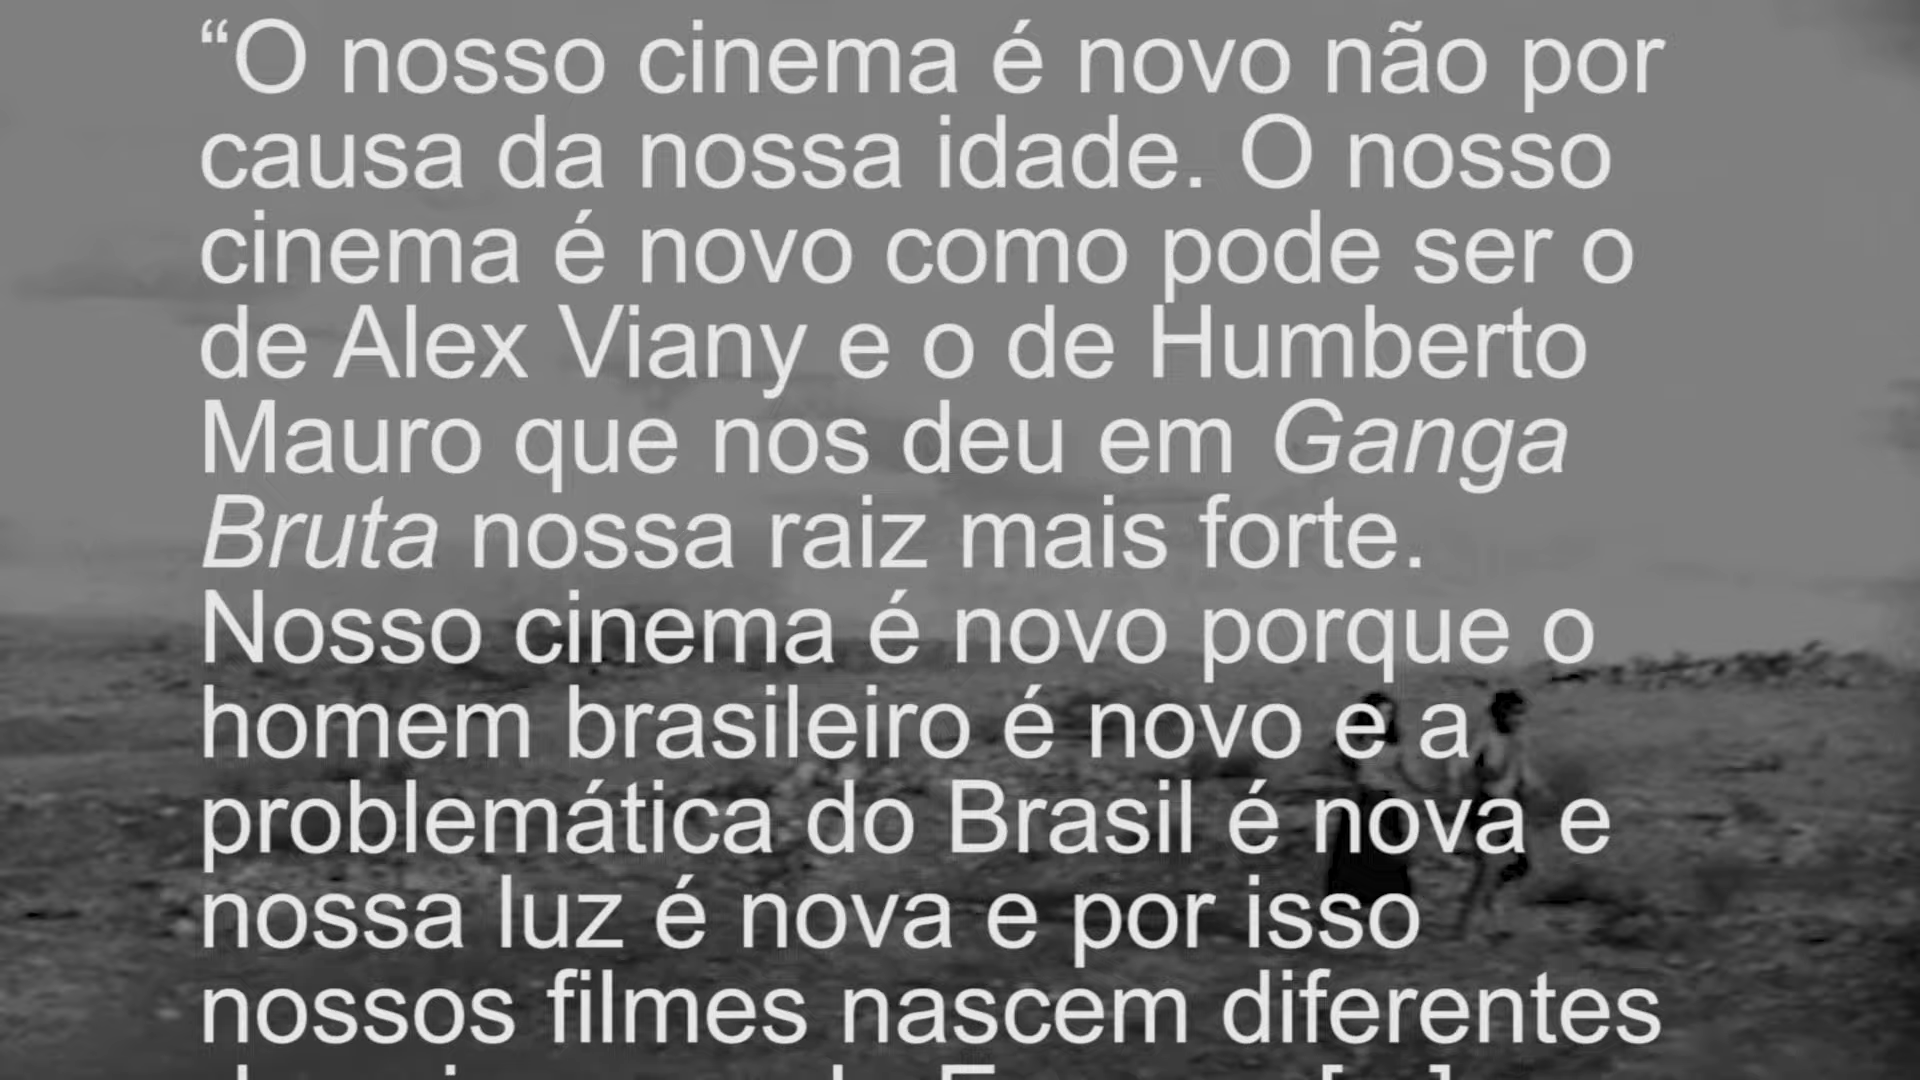 “O nosso cinema é novo não por
causa da nossa idade. O nosso
cinema é novo como pode ser o
de Alex Viany e o de Humberto
Mauro que nos deu em Ganga
Bruta nossa raiz mais forte.
Nosso cinema é novo porque o
homem brasileiro é novo e a
problemática do Brasil é nova e
nossa luz é nova e por isso
nossos filmes nascem diferentes